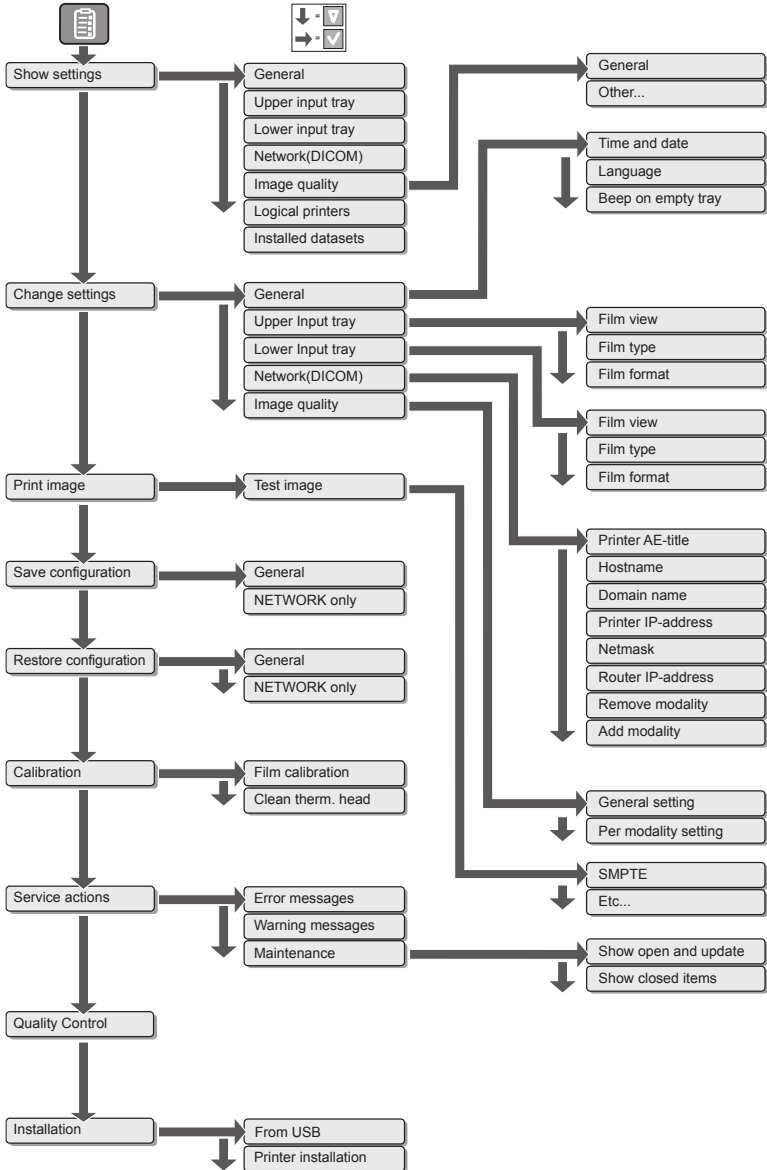 ↓ = ▽
→ = ✓
Show settings
General
Upper input tray
Lower input tray
Network(DICOM)
Image quality
Logical printers
Installed datasets
General
Other...
Change settings
General
Upper Input tray
Lower Input tray
Network(DICOM)
Image quality
Time and date
Language
Beep on empty tray
Film view
Film type
Film format
Film view
Film type
Film format
Printer AE-title
Hostname
Domain name
Printer IP-address
Netmask
Router IP-address
Remove modality
Add modality
General setting
Per modality setting
Print image
Test image
SMPTE
Etc...
Save configuration
General
NETWORK only
Restore configuration
General
NETWORK only
Calibration
Film calibration
Clean therm. head
Service actions
Error messages
Warning messages
Maintenance
Show open and update
Show closed items
Quality Control
Installation
From USB
Printer installation